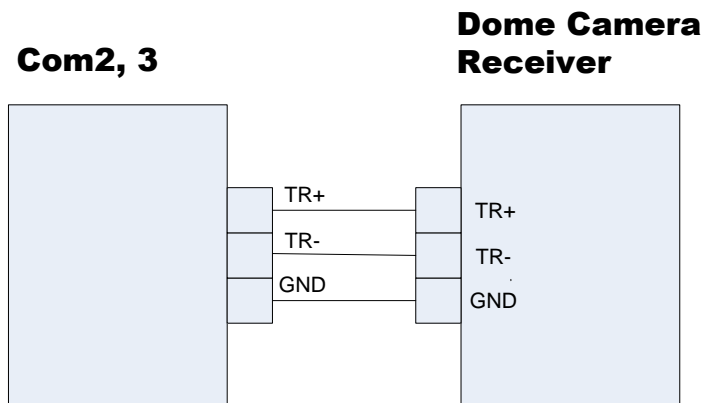 Com2, 3
Dome Camera
Receiver
TR+
TR-
GND
TR+
TR-
GND